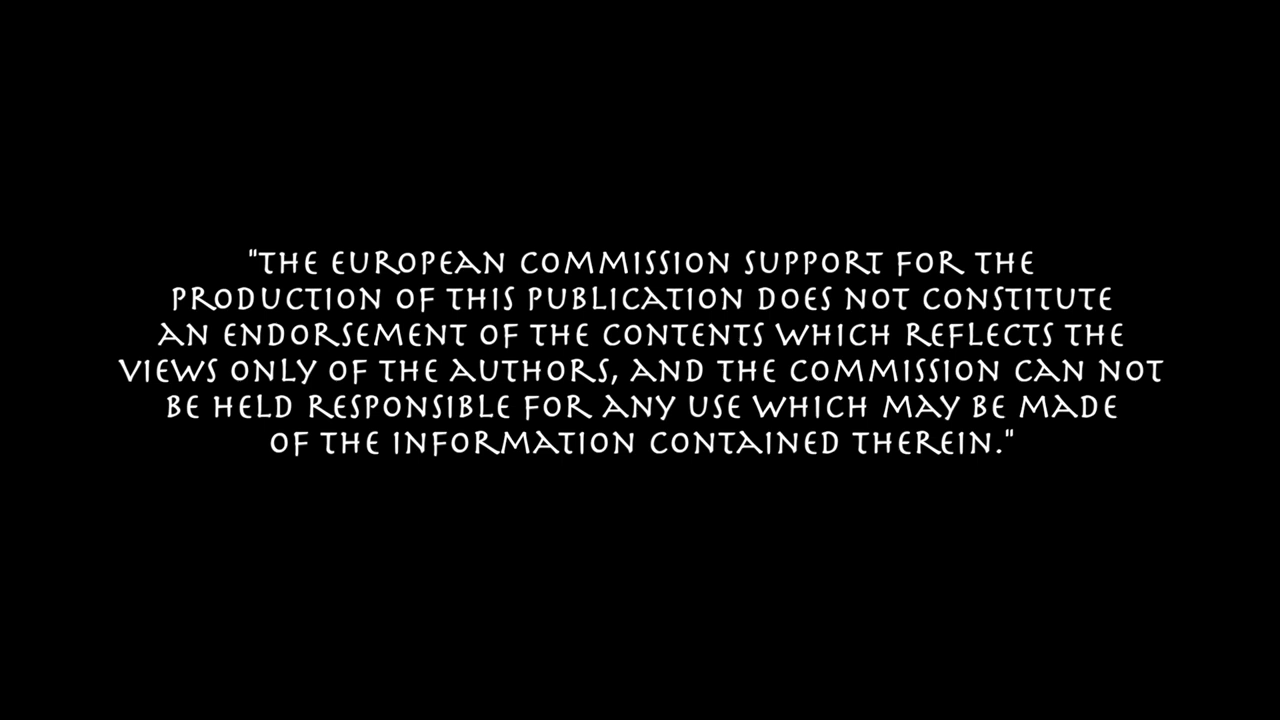 "THE EUROPEAN COMMISSION SUPPORT FOR THE
PRODUCTION OF THIS PUBLICATION DOES NOT CONSTITUTE
AN ENDORSEMENT OF THE CONTENTS WHICH REFLECTS THE
VIEWS ONLY OF THE AUTHORS, AND THE COMMISSION CAN NOT
BE HELD RESPONSIBLE FOR ANY USE WHICH MAY BE MADE
OF THE INFORMATION CONTAINED THEREIN."